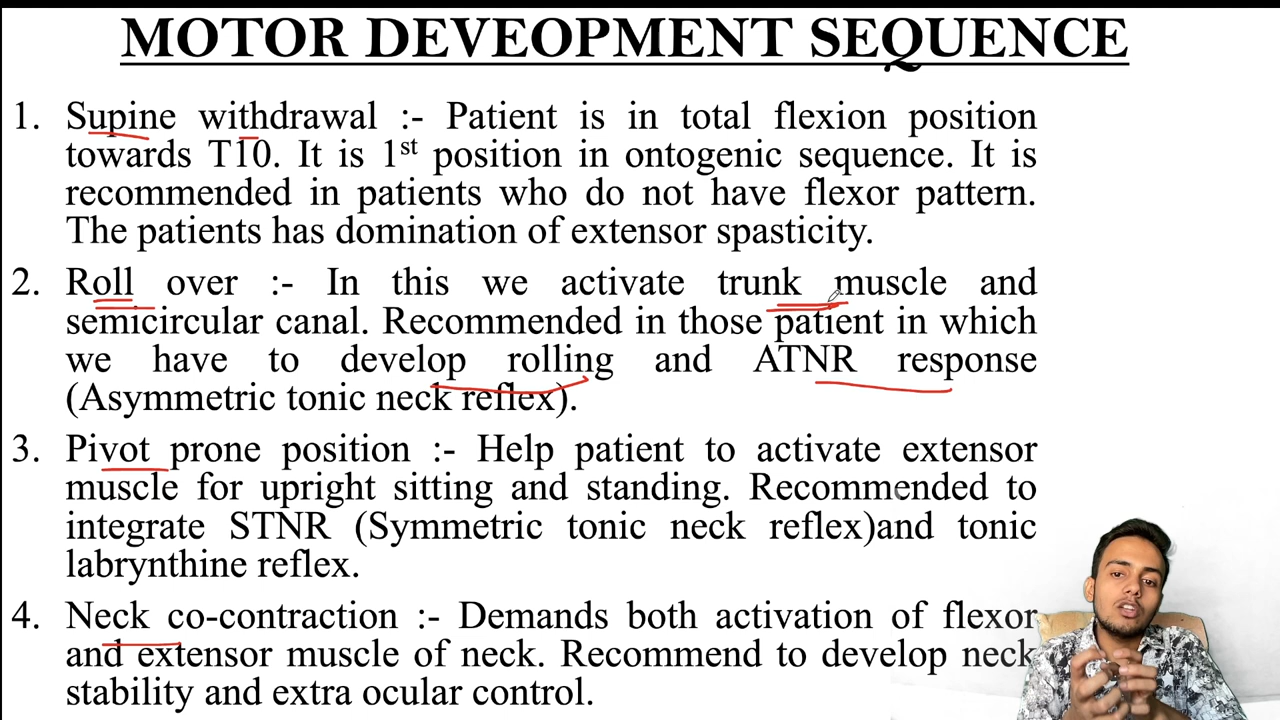 MOTOR DEVEOPMENT SEQUENCE
1. Supine withdrawal :- Patient is in total flexion position
towards T10. It is 1st position in ontogenic sequence. It is
recommended in patients who do not have flexor pattern.
The patients has domination of extensor spasticity.
2. Roll over :- In this we activate trunk muscle and
semicircular canal. Recommended in those patient in which
we have to develop rolling and ATNR response
(Asymmetric tonic neck reflex).
3. Pivot prone position :- Help patient to activate extensor
muscle for upright sitting and standing. Recommended to
integrate STNR (Symmetric tonic neck reflex)and tonic
labrynthine reflex.
4. Neck co-contraction :- Demands both activation of flexor
and extensor muscle of neck. Recommend to develop neck
stability and extra ocular control.